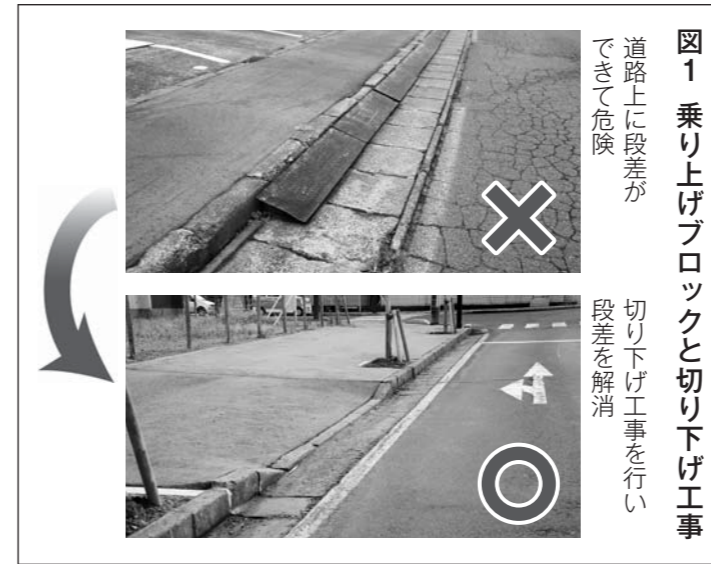 図1 乗り上げブロックと切り下げ工事
道路上に段差が
できて危険
切り下げ工事を行い
段差を解消